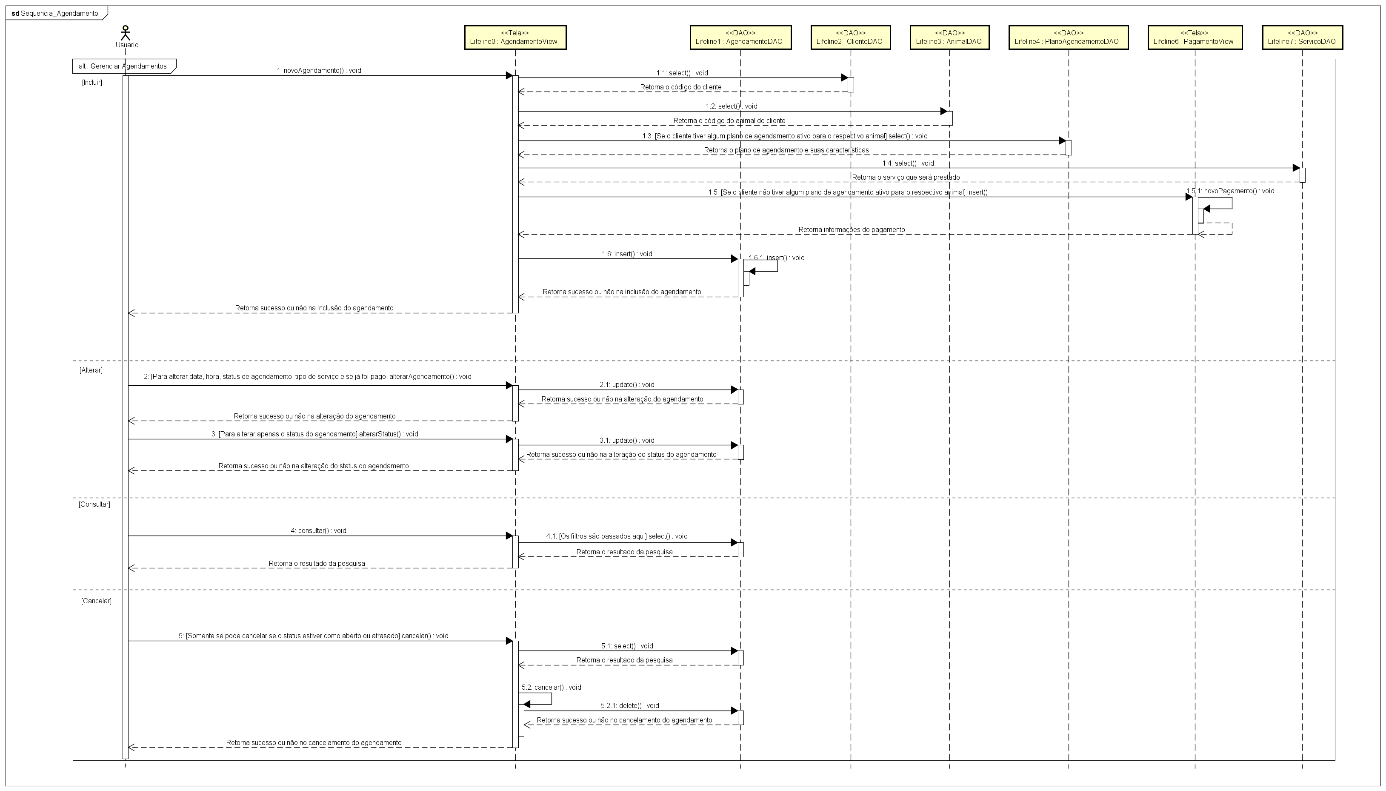 sd Sequencia_Agendamento
Usuario
<<Tela>>
Lifeline0 : AgendamentoView
<<DAO>>
Lifeline1 : AgendamentoDAO
<<DAO>>
Lifeline2 : ClienteDAO
<<DAO>>
Lifeline3 : AnimalDAO
<<DAO>>
Lifeline4 : PlanoAgendamentoDAO
<<Tela>>
Lifeline6 : PagamentoView
<<DAO>>
Lifeline7 : ServicoDAO
alt : Gerenciar Agendamentos
[Incluir]
1: novoAgendamento() : void
1.1: select() : void
Retorna o código do cliente
1.2: select() : void
Retorna o código do animal do cliente
1.3: [Se o cliente tiver algum plano de agendamento ativo para o respectivo animal] select() : void
Retorna o plano de agendamento e suas características
1.4: select() : void
Retorna o serviço que será prestado
1.5: [Se o cliente não tiver algum plano de agendamento ativo para o respectivo animal] insert()
1.5.1: novoPagamento() : void
Retorna informações do pagamento
1.6: insert() : void
1.6.1: insert() : void
Retorna sucesso ou não na inclusão do agendamento
Retorna sucesso ou não na inclusão do agendamento
[Alterar]
2: [Para alterar data, hora, status de agendamento, tipo do serviço e se já foi pago. alterarAgendamento() : void
2.1: update() : void
Retorna sucesso ou não na alteração do agendamento
Retorna sucesso ou não na alteração do agendamento
3: [Para alterar apenas o status do agendamento] alterarStatus() : void
3.1: update() : void
Retorna sucesso ou não na alteração do status do agendamento
Retorna sucesso ou não na alteração do status do agendamento
[Consultar]
4: consultar() : void
4.1: [Os filtros são passados aqui] select() : void
Retorna o resultado da pesquisa
Retorna o resultado da pesquisa
[Cancelar]
5: [Somente se pode cancelar se o status estiver como aberto ou atrasado] cancelar() : void
5.1: select() : void
Retorna o resultado da pesquisa
5.2: cancelar() : void
5.2.1: delete() : void
Retorna sucesso ou não no cancelamento do agendamento
Retorna sucesso ou não no cancelamento do agendamento